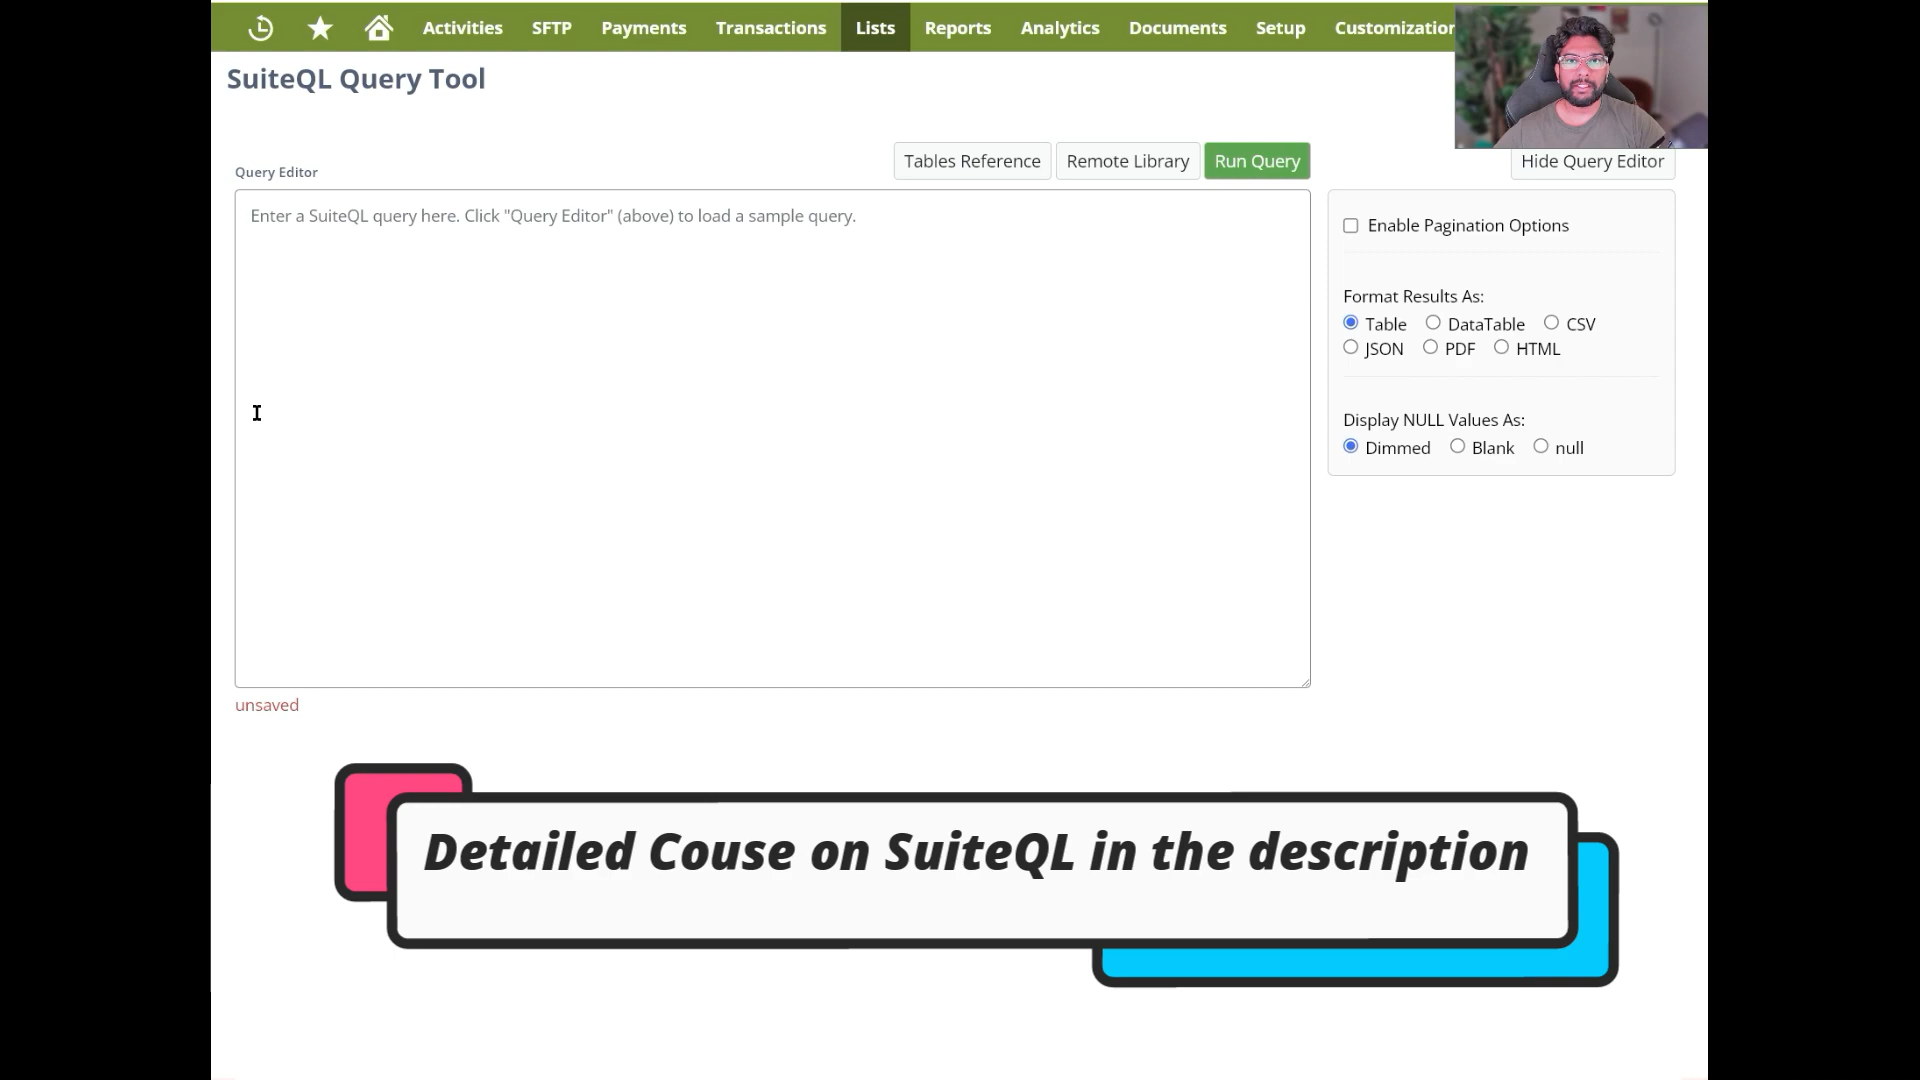 Activities SFTP Payments Transactions Lists Reports Analytics Documents Setup Customization
SuiteQL Query Tool
Query Editor
Tables Reference
Remote Library
Run Query
Hide Query Editor
Enter a SuiteQL query here. Click "Query Editor" (above) to load a sample query.
Enable Pagination Options
Format Results As:
Table DataTable CSV
JSON PDF HTML
Display NULL Values As:
Dimmed Blank null
unsaved
Detailed Couse on SuiteQL in the description